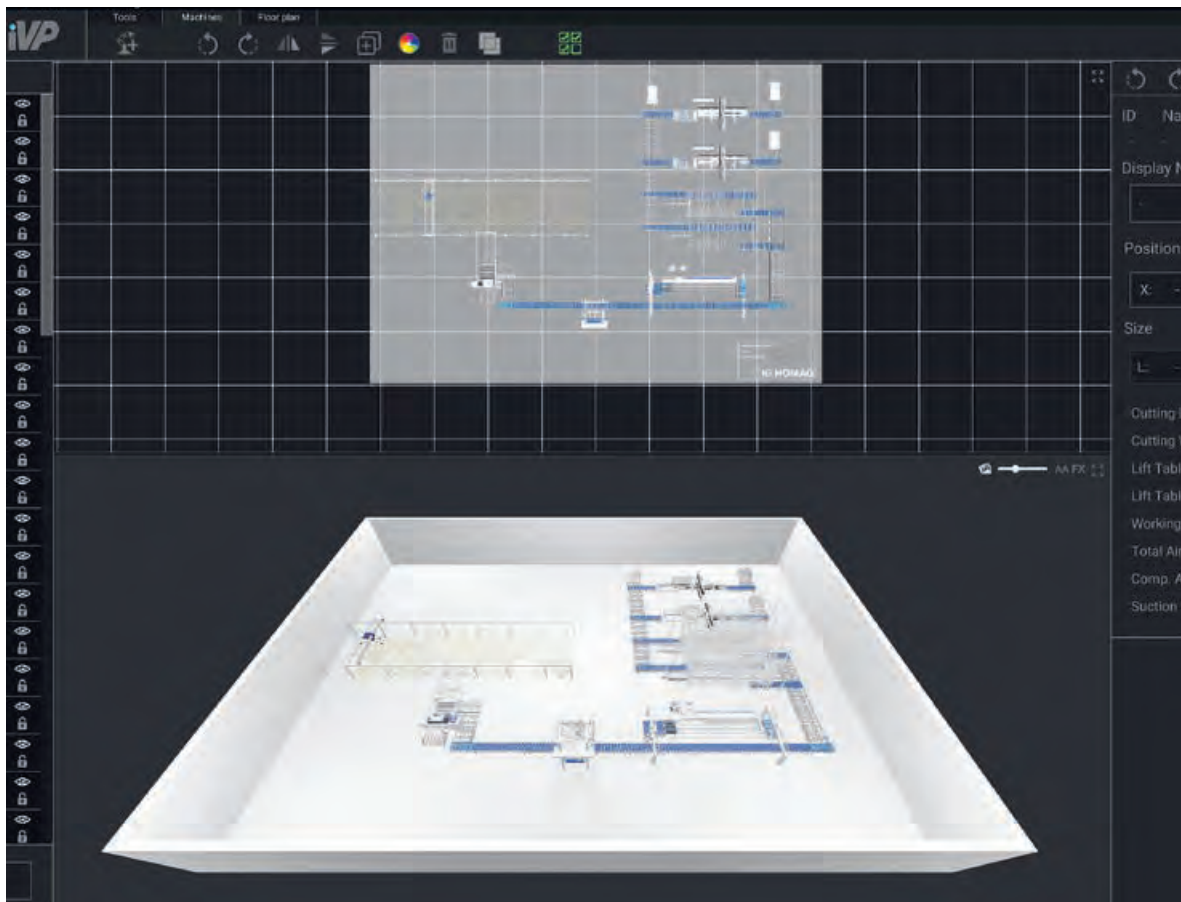 iVP
Tools Machines Floor plan
ID Na
Display N
Position
X: -
Size
L: -
Cutting
Cutting
Lift Tabl
Lift Tabl
Working
Total Air
Comp. A
Suction
HOMAG
AA FX